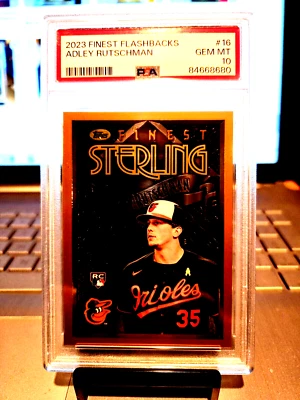 2023 FINEST FLASHBACKS #16
ADLEY RUTSCHMAN GEM MT
10
PSA 84668680
FINEST
STERLING
RC
Orioles
35